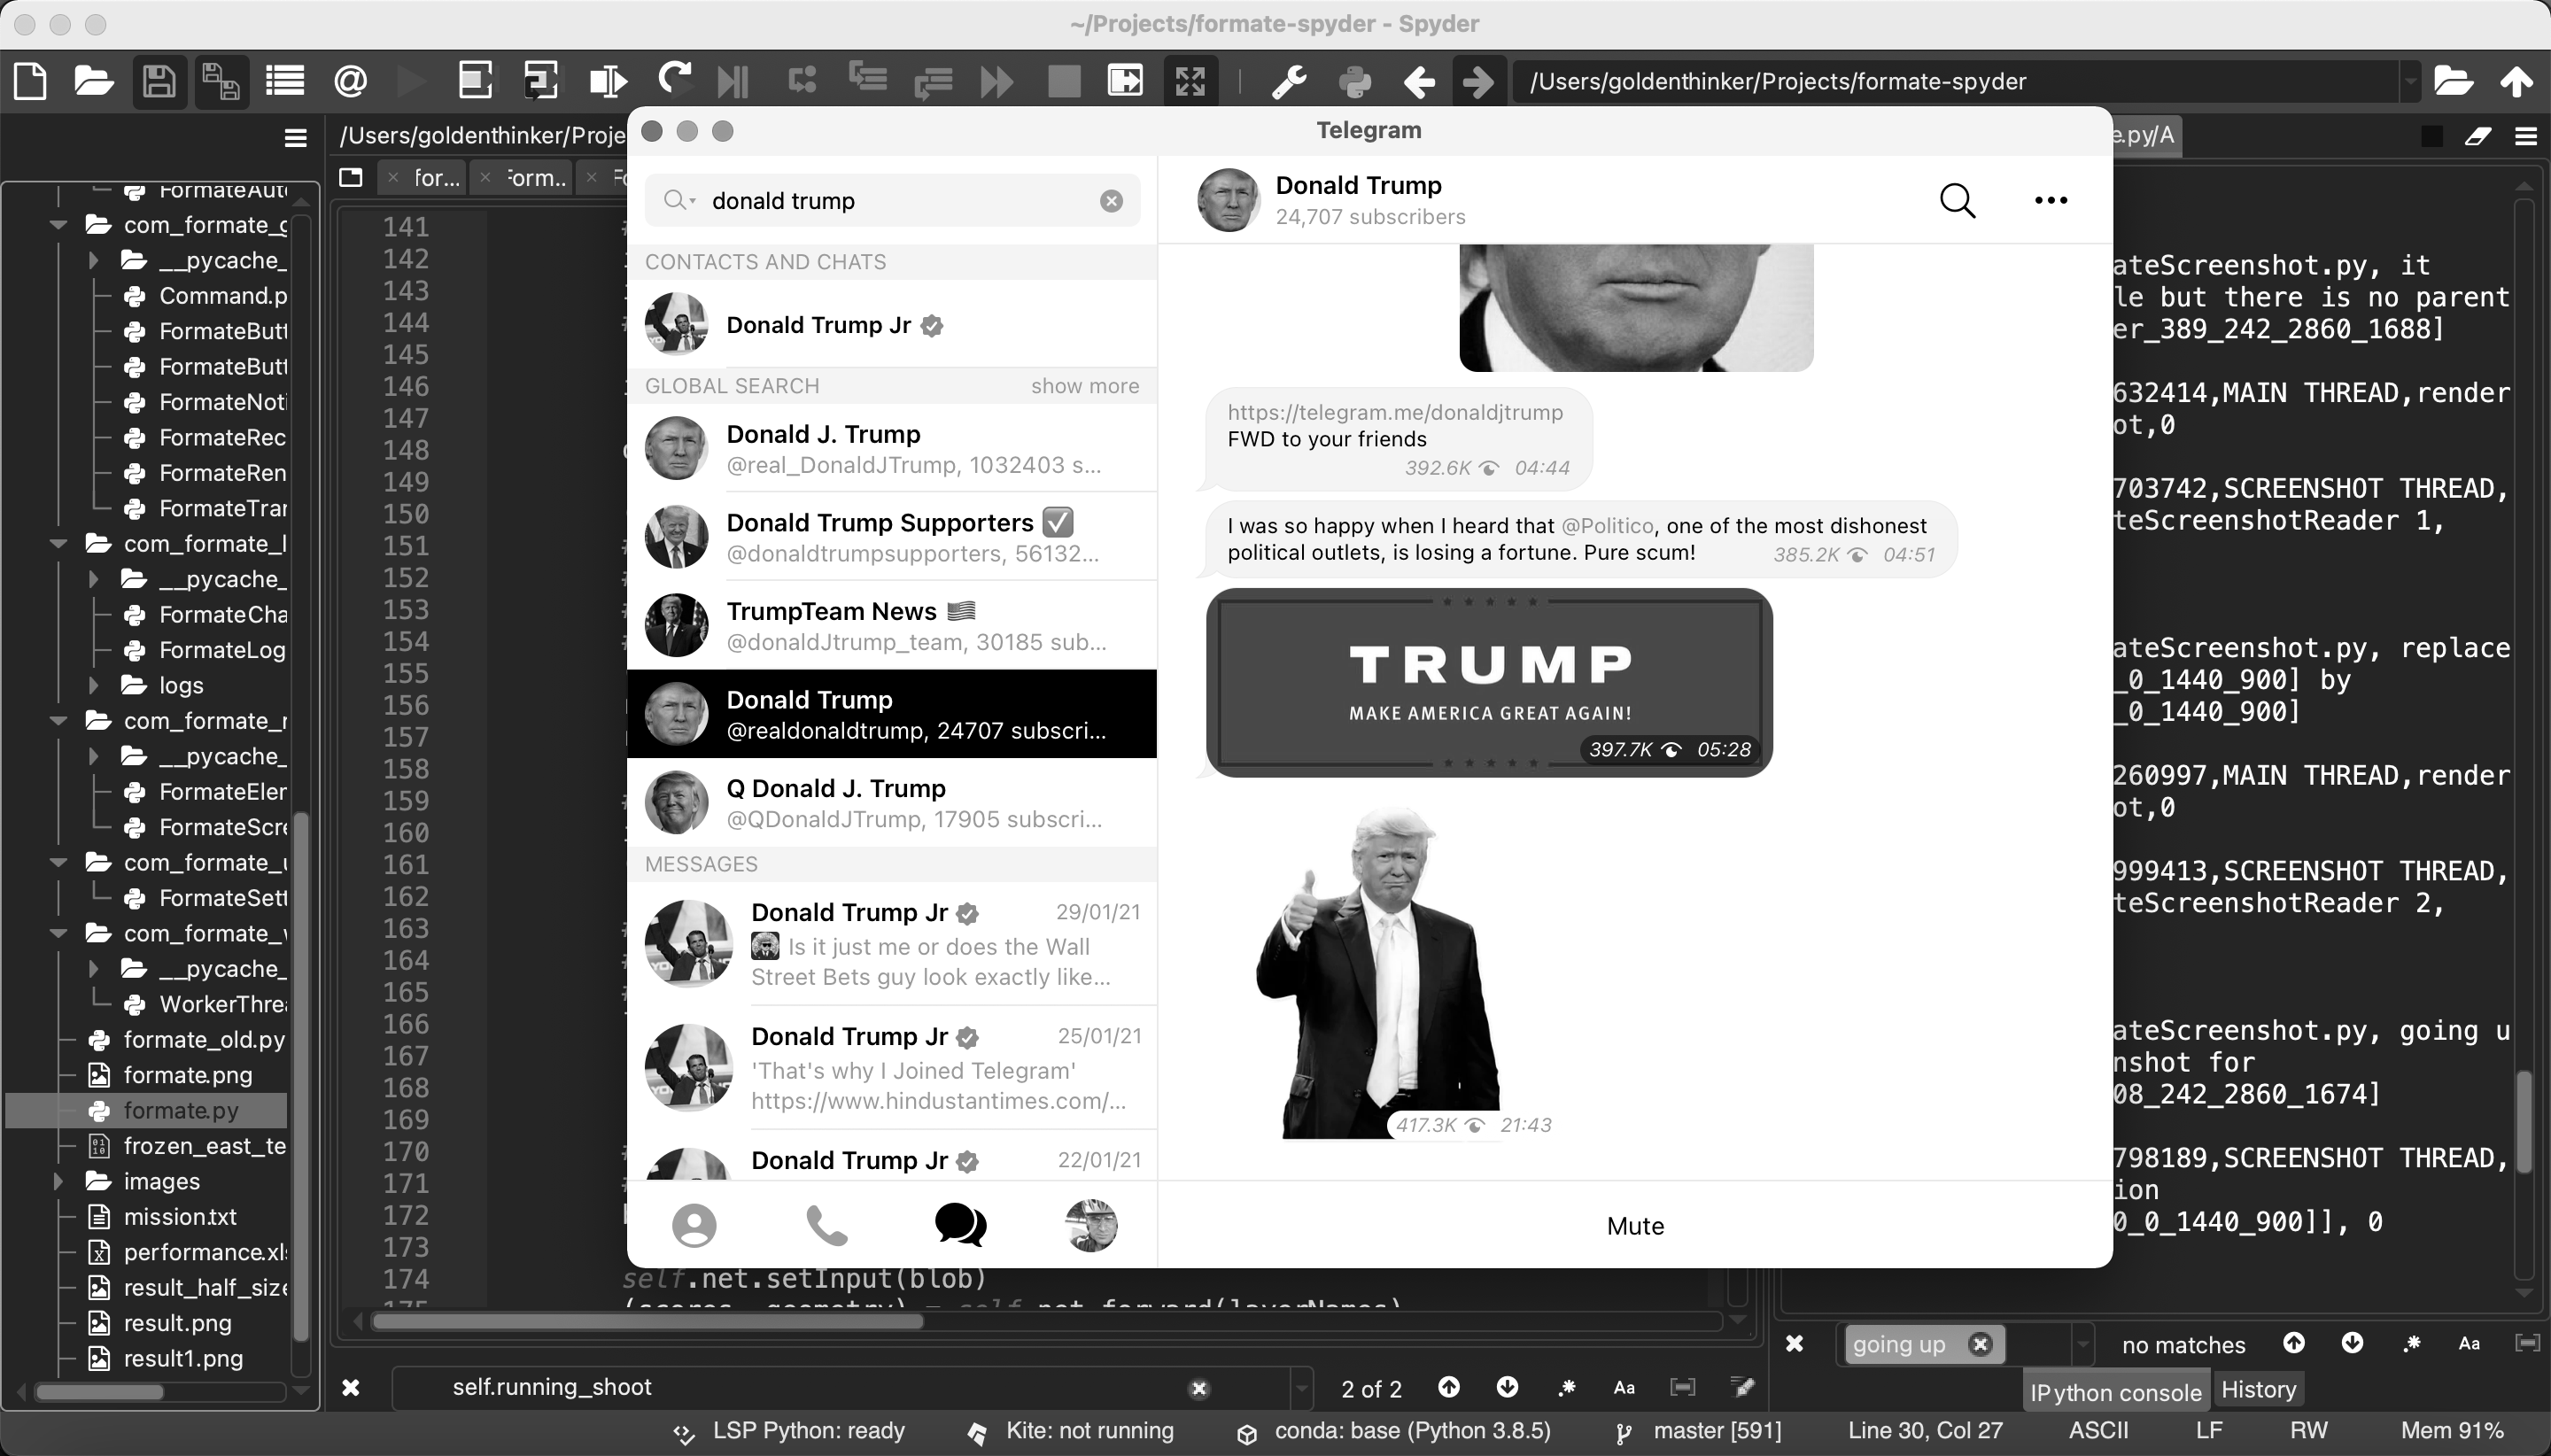 ~/Projects/formate-spyder - Spyder
/Users/goldenthinker/Projects/formate-spyder
/Users/goldenthinker/Proje
e.py/A
for...
Form..
FormateAut
com_formate_g
__pycache_
Command.p
FormateButt
FormateButt
FormateNoti
FormateRec
FormateRen
FormateTrar
com_formate_l
__pycache_
FormateCha
FormateLog
logs
com_formate_r
__pycache_
FormateEler
FormateScre
com_formate_u
FormateSett
com_formate_v
__pycache_
WorkerThrea
formate_old.py
formate.png
formate.py
frozen_east_te
images
mission.txt
performance.xls
result_half_size
result.png
result1.png
141
142
143
144
145
146
147
148
149
150
151
152
153
154
155
156
157
158
159
160
161
162
163
164
165
166
167
168
169
170
171
172
173
174
175
self.net.setInput(blob)
(scores, geometry) = self.net.forward(layerNames)
Telegram
donald trump
CONTACTS AND CHATS
Donald Trump Jr
GLOBAL SEARCH show more
Donald J. Trump
@real_DonaldJTrump, 1032403 s...
Donald Trump Supporters
@donaldtrumpsupporters, 56132...
TrumpTeam News
@donaldJtrump_team, 30185 sub...
Donald Trump
@realdonaldtrump, 24707 subscri...
Q Donald J. Trump
@QDonaldJTrump, 17905 subscri...
MESSAGES
Donald Trump Jr 29/01/21
Is it just me or does the Wall
Street Bets guy look exactly like...
Donald Trump Jr 25/01/21
'That's why I Joined Telegram'
https://www.hindustantimes.com/...
Donald Trump Jr 22/01/21
Donald Trump
24,707 subscribers
https://telegram.me/donaldjtrump
FWD to your friends
392.6K 04:44
I was so happy when I heard that @Politico, one of the most dishonest
political outlets, is losing a fortune. Pure scum! 385.2K 04:51
TRUMP
MAKE AMERICA GREAT AGAIN!
397.7K 05:28
417.3K 21:43
Mute
ateScreenshot.py, it
le but there is no parent
er_389_242_2860_1688]
632414,MAIN THREAD,render
ot,0
703742,SCREENSHOT THREAD,
teScreenshotReader 1,
ateScreenshot.py, replace
_0_1440_900] by
_0_1440_900]
260997,MAIN THREAD,render
ot,0
999413,SCREENSHOT THREAD,
teScreenshotReader 2,
ateScreenshot.py, going u
nshot for
08_242_2860_1674]
798189,SCREENSHOT THREAD,
ion
0_0_1440_900]], 0
going up no matches Aa
self.running_shoot 2 of 2 Aa
IPython console History
LSP Python: ready Kite: not running conda: base (Python 3.8.5) master [591] Line 30, Col 27 ASCII LF RW Mem 91%